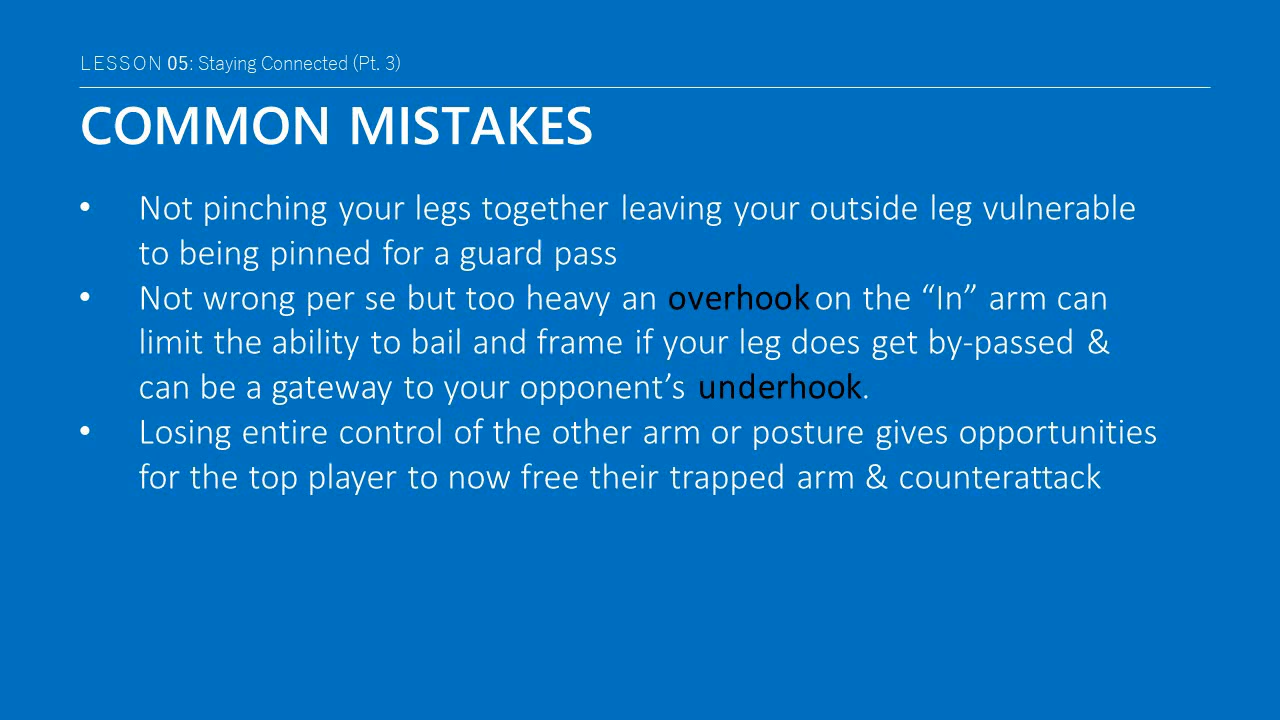 LESSON 05: Staying Connected (Pt. 3)
COMMON MISTAKES
• Not pinching your legs together leaving your outside leg vulnerable
to being pinned for a guard pass
• Not wrong per se but too heavy an overhook on the “In” arm can
limit the ability to bail and frame if your leg does get by-passed &
can be a gateway to your opponent’s underhook.
• Losing entire control of the other arm or posture gives opportunities
for the top player to now free their trapped arm & counterattack